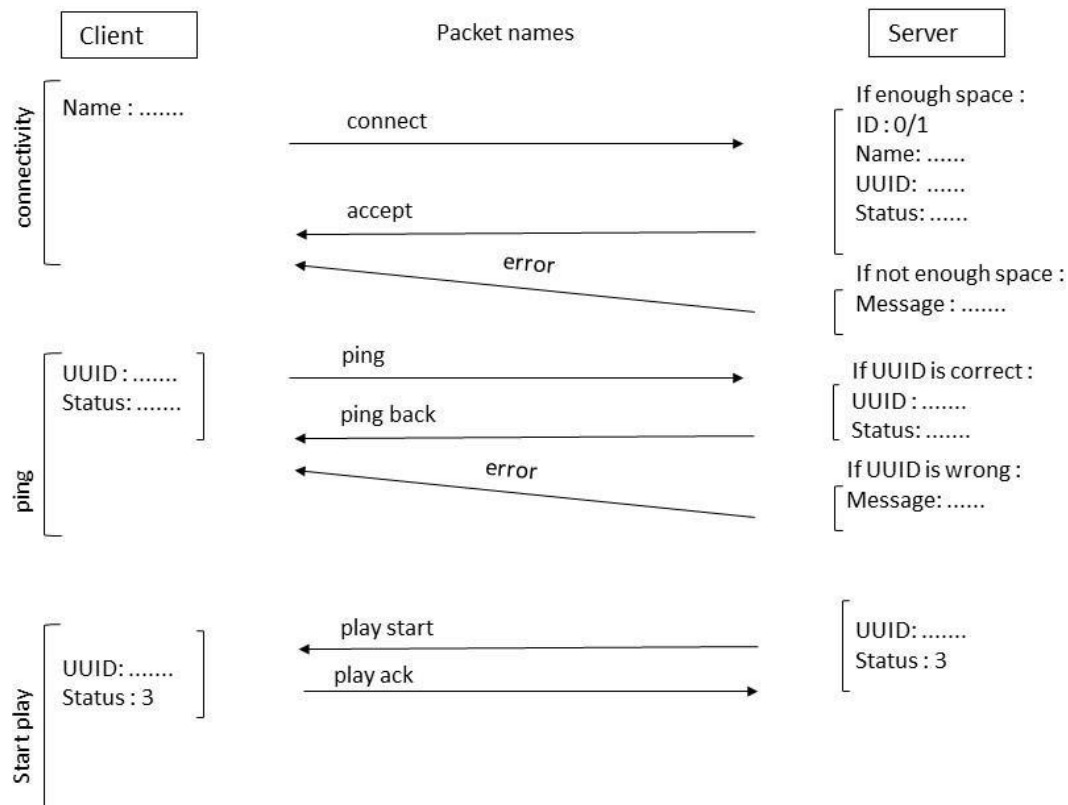 Client
Packet names
Server
connectivity
Name : .......
connect
accept
error
If enough space :
ID : 0/1
Name: ......
UUID: ......
Status: ......
If not enough space :
Message : .......
ping
UUID : .......
Status: .......
ping
ping back
error
If UUID is correct :
UUID : .......
Status: .......
If UUID is wrong :
Message: ......
Start play
UUID: .......
Status : 3
play start
play ack
UUID: .......
Status : 3